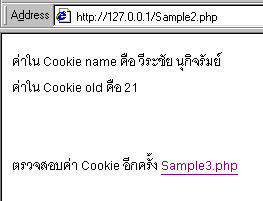 Address http://127.0.0.1/Sample2.php
ค่าใน Cookie name คือ วีระชัย นุกิจรัมย์
ค่าใน Cookie old คือ 21
ตรวจสอบค่า Cookie อีกครั้ง Sample3.php